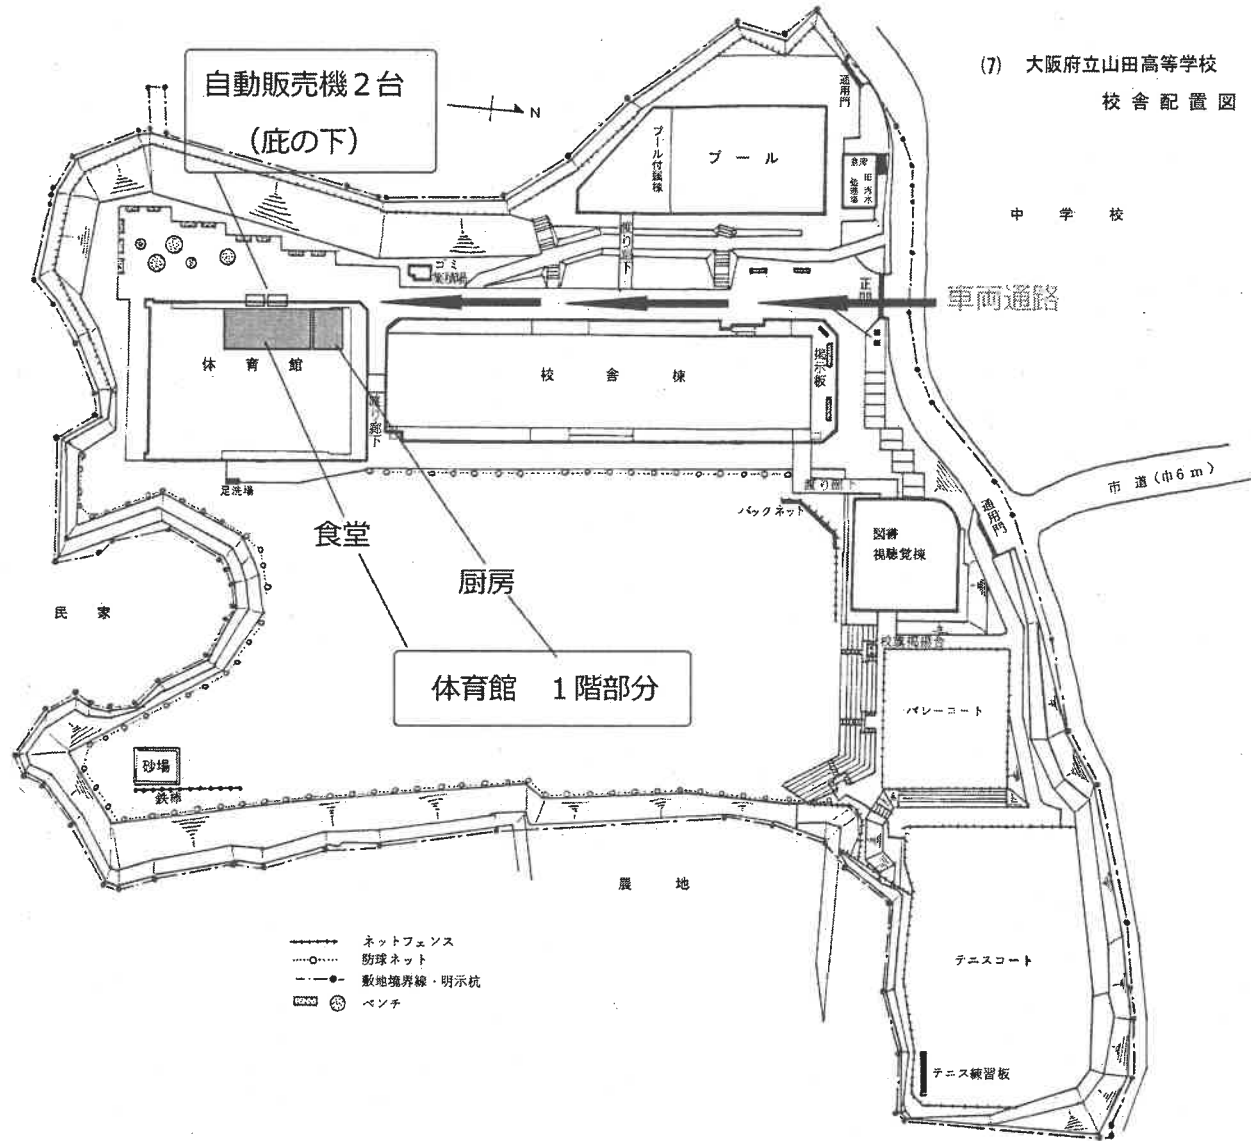 (7) 大阪府立山田高等学校
校舎配置図
自動販売機２台
(庇の下)
N
通用門
プール付属棟
プール
中学校
渡り廊下
ゴミ
正門
車両通路
体育館
校舎棟
掲示板
渡り廊下
足洗場
渡り廊下
バックネット
市道(巾6m)
通用門
食堂
厨房
図書
視聴覚棟
民家
校旗掲揚台
体育館 １階部分
バレーコート
砂場
鉄棒
農地
ネットフェンス
防球ネット
敷地境界線・明示杭
ベンチ
テニスコート
テニス練習板